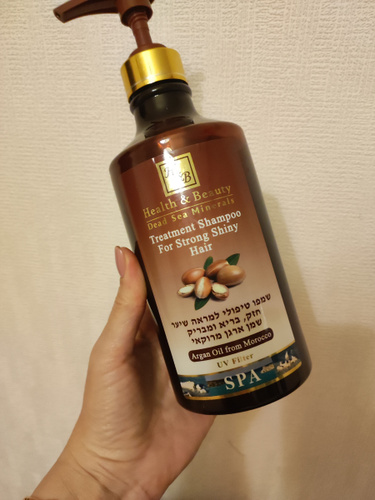 H&B
Health & Beauty
Dead Sea Minerals
Treatment Shampoo
For Strong Shiny
Hair
שמפו טיפולי למראה שיער
חזק, בריא ומבריק
שמן ארגן מרוקאי
Argan Oil from Morocco
UV Filter
SPA